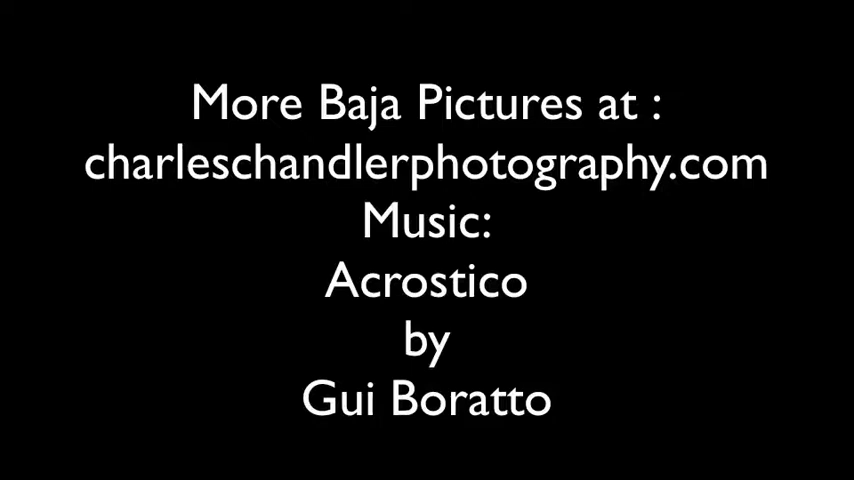 More Baja Pictures at :
charleschandlerphotography.com
Music:
Acrostico
by
Gui Boratto